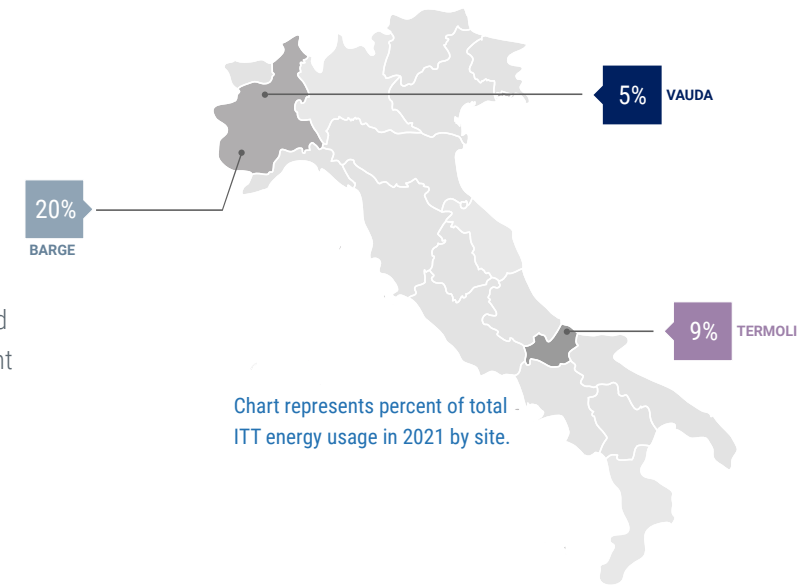 5%
VAUDA
20%
BARGE
9%
TERMOLI
Chart represents percent of total
ITT energy usage in 2021 by site.